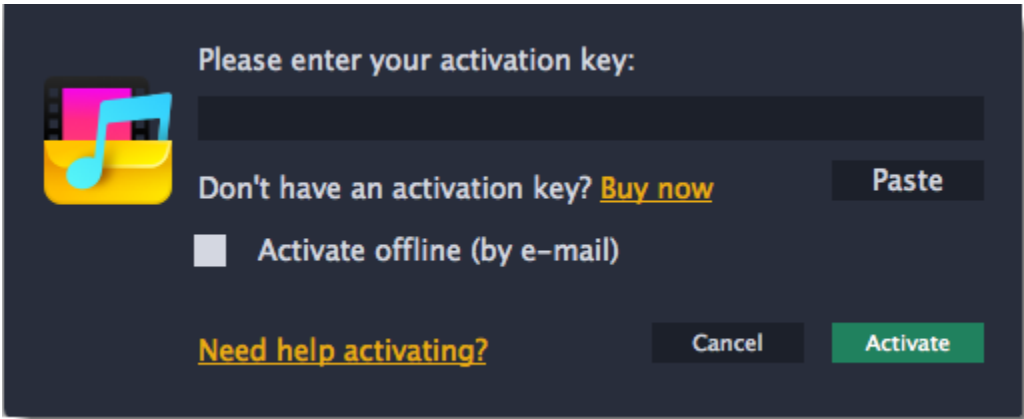 Please enter your activation key:
Don't have an activation key? Buy now
Paste
Activate offline (by e-mail)
Need help activating?
Cancel
Activate